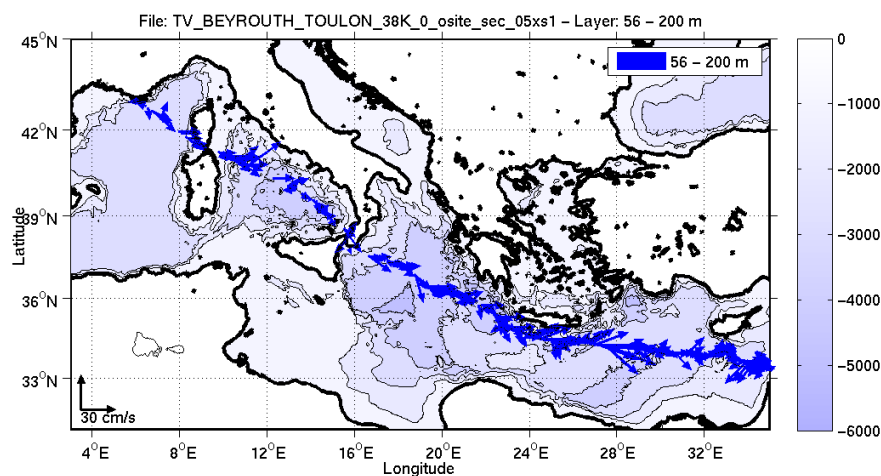 File: TV_BEYROUTH_TOULON_38K_0_osite_sec_05xs1 – Layer: 56 – 200 m
45°N
42°N
39°N
36°N
33°N
Latitude
56 – 200 m
30 cm/s
4°E 8°E 12°E 16°E 20°E 24°E 28°E 32°E
Longitude
0
−1000
−2000
−3000
−4000
−5000
−6000